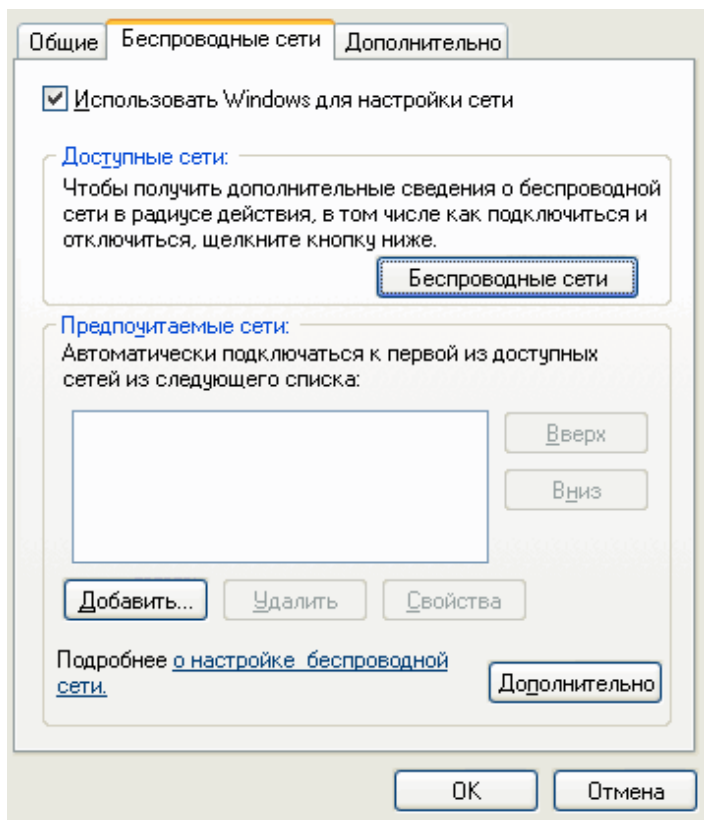 Общие
Беспроводные сети
Дополнительно
Использовать Windows для настройки сети
Доступные сети:
Чтобы получить дополнительные сведения о беспроводной
сети в радиусе действия, в том числе как подключиться и
отключиться, щелкните кнопку ниже.
Беспроводные сети
Предпочитаемые сети:
Автоматически подключаться к первой из доступных
сетей из следующего списка:
Вверх
Вниз
Добавить...
Удалить
Свойства
Подробнее о настройке беспроводной
сети.
Дополнительно
OK
Отмена